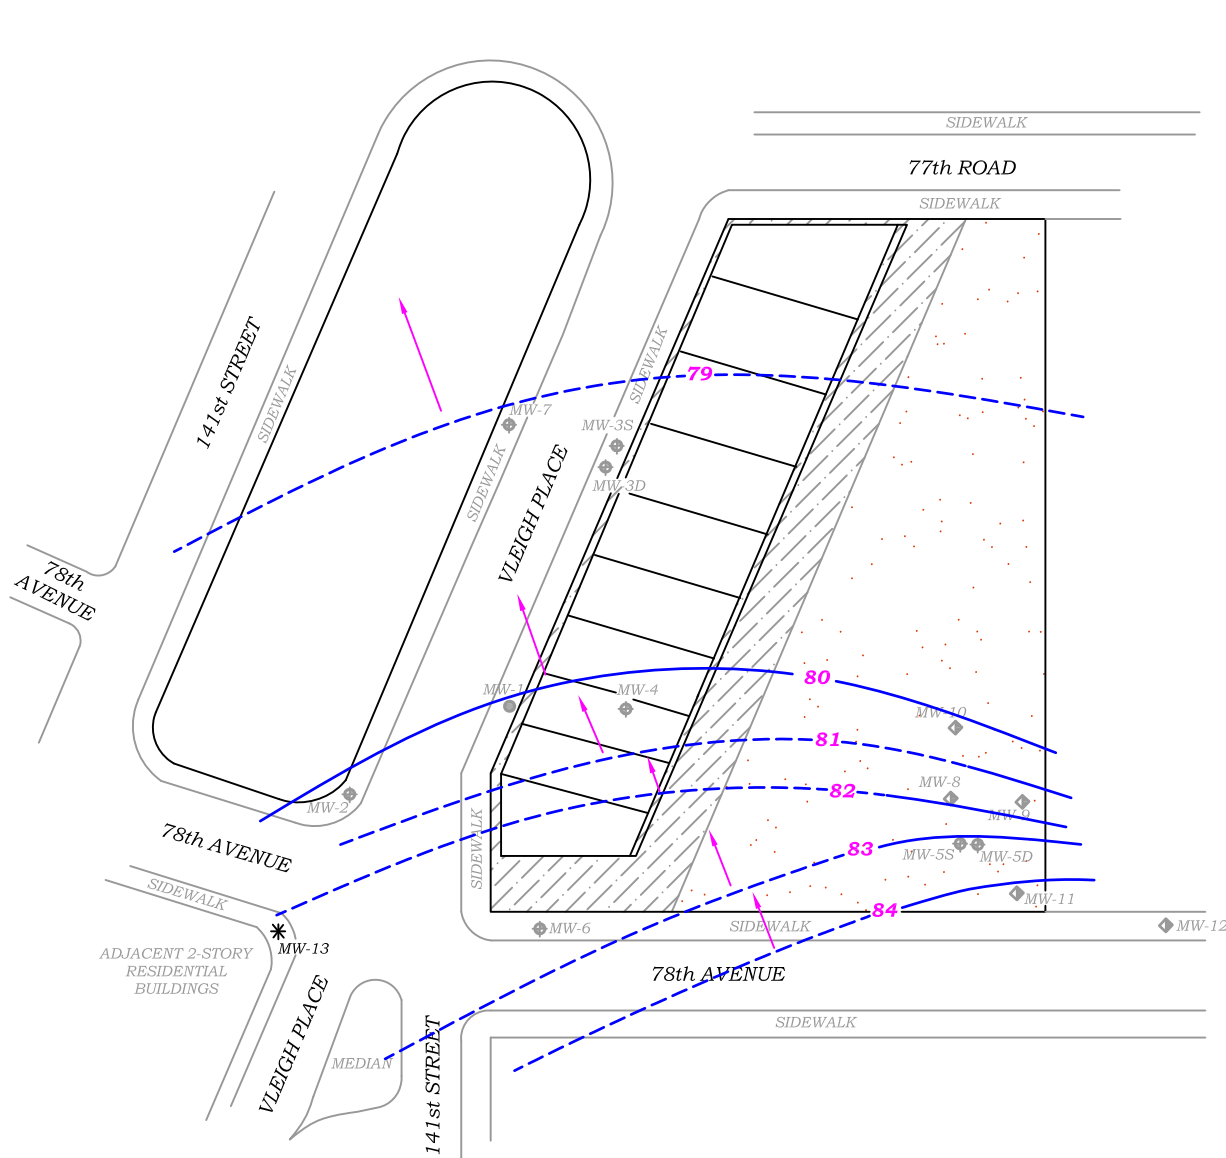 SIDEWALK
77th ROAD
SIDEWALK
141st STREET
SIDEWALK
SIDEWALK
79
MW-7
MW-3S
MW-3D
SIDEWALK
VLEIGH PLACE
78th
AVENUE
MW-1
MW-4
80
MW-10
81
MW-8
82
MW-9
MW-2
78th AVENUE
SIDEWALK
83
MW-5S
MW-5D
SIDEWALK
MW-11
84
MW-6
SIDEWALK
MW-12
MW-13
ADJACENT 2-STORY
RESIDENTIAL
BUILDINGS
78th AVENUE
VLEIGH PLACE
SIDEWALK
MEDIAN
141st STREET